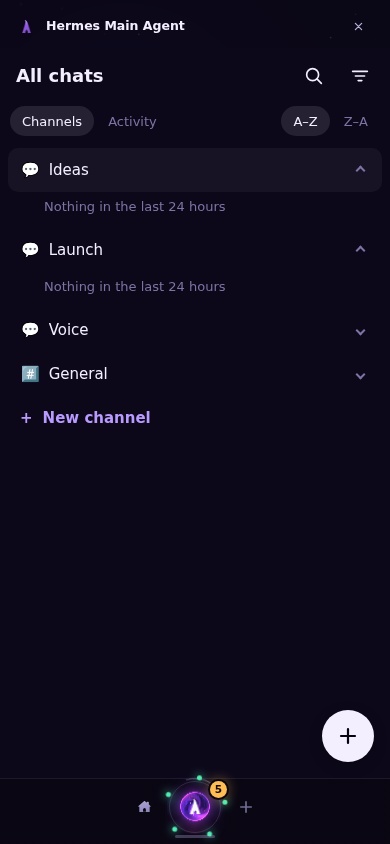 Hermes Main Agent
All chats
Channels Activity A–Z Z–A
Ideas
Nothing in the last 24 hours
Launch
Nothing in the last 24 hours
Voice
# General
+ New channel
5